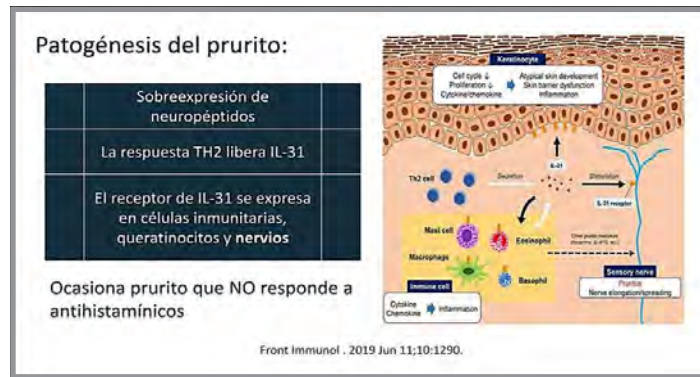 Patogénesis del prurito:
Sobreexpresión de
neuropéptidos
La respuesta TH2 libera IL-31
El receptor de IL-31 se expresa
en células inmunitarias,
queratinocitos y nervios
Ocasiona prurito que NO responde a
antihistamínicos
Keratinocyte
Cell cycle ↓
Proliferation ↓
Cytokine/chemokine
Atypical skin development
Skin barrier dysfunction
Inflammation
Th2 cell
Secretion
IL-31
Stimulation
IL-31 receptor
Mast cell
Eosinophil
Macrophage
Basophil
Immune cell
Cytokine
Chemokine
Inflammation
Sensory nerve
Pruritus
Nerve elongation/spreading
Front Immunol . 2019 Jun 11;10:1290.